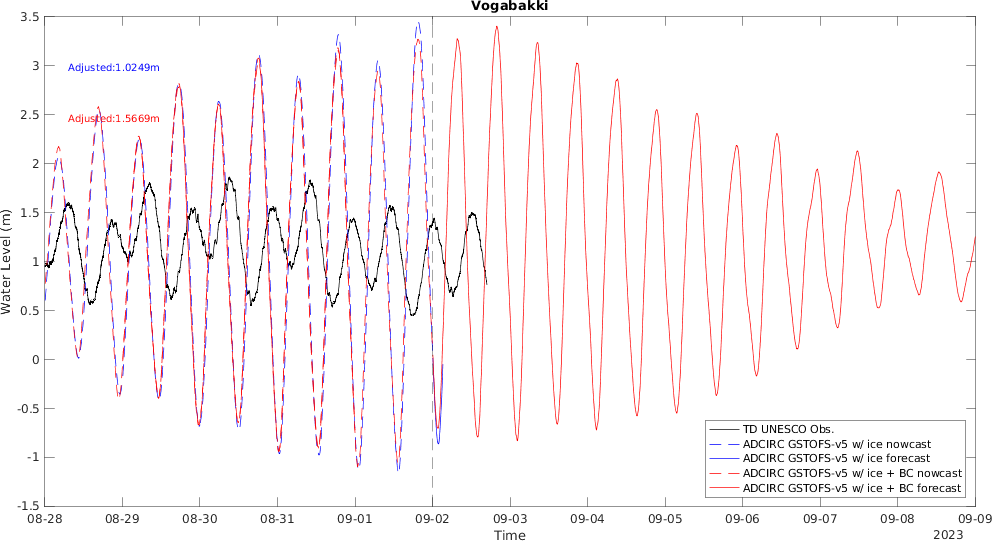 Vogabakki
3.5
3
2.5
2
1.5
1
0.5
0
-0.5
-1
-1.5
Water Level (m)
Adjusted:1.0249m
Adjusted:1.5669m
TD UNESCO Obs.
ADCIRC GSTOFS-v5 w/ ice nowcast
ADCIRC GSTOFS-v5 w/ ice forecast
ADCIRC GSTOFS-v5 w/ ice + BC nowcast
ADCIRC GSTOFS-v5 w/ ice + BC forecast
08-28 08-29 08-30 08-31 09-01 09-02 09-03 09-04 09-05 09-06 09-07 09-08 09-09
Time
2023